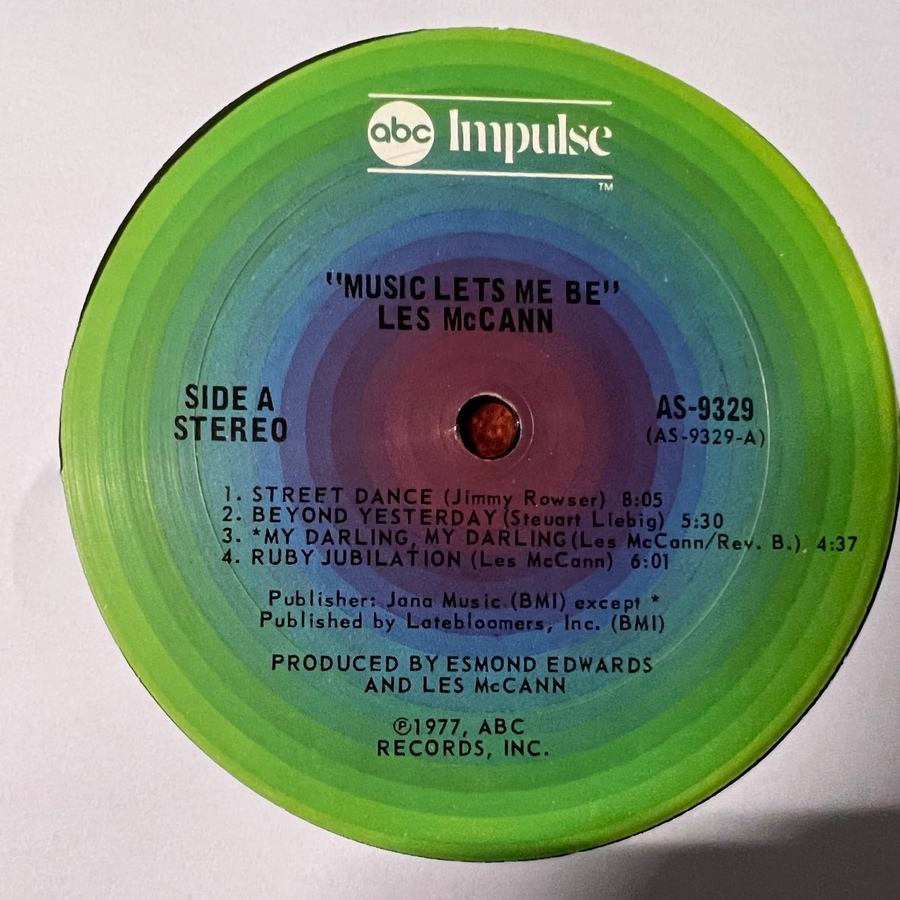 abc Impulse
TM
"MUSIC LETS ME BE"
LES McCANN
SIDE A
STEREO
AS-9329
(AS-9329-A)
1. STREET DANCE (Jimmy Rowser) 8:05
2. BEYOND YESTERDAY (Steuart Liebig) 5:30
3. *MY DARLING, MY DARLING (Les McCann/Rev. B.) 4:37
4. RUBY JUBILATION (Les McCann) 6:01
Publisher: Jana Music (BMI) except *
Published by Latebloomers, Inc. (BMI)
PRODUCED BY ESMOND EDWARDS
AND LES McCANN
℗1977, ABC
RECORDS, INC.